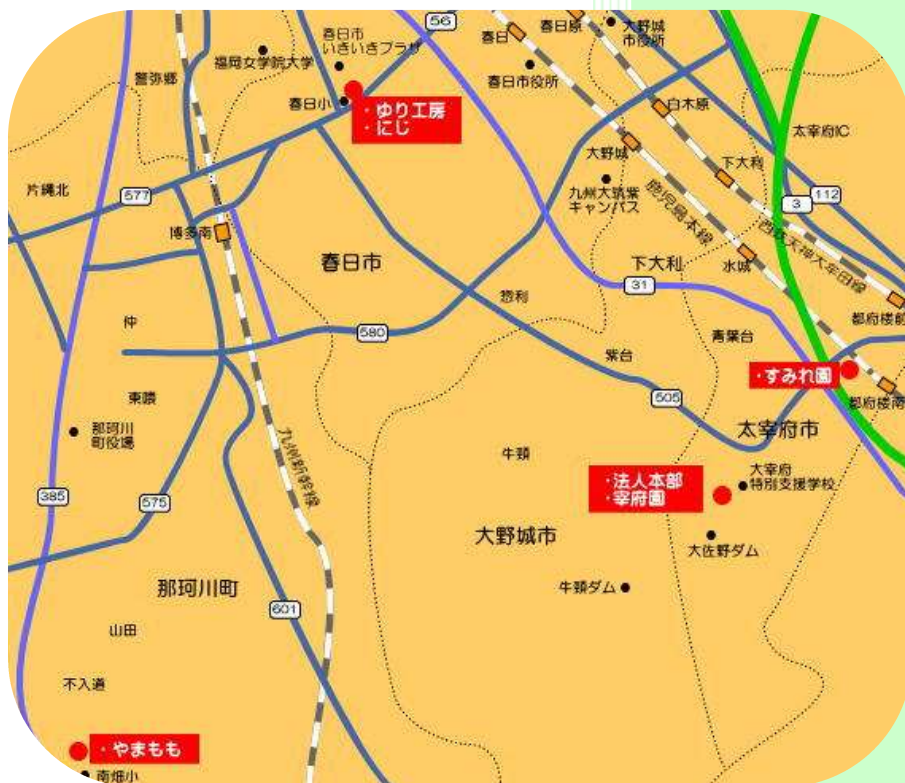 56
春日市
いきいきプラザ
福岡女学院大学
春日
春日原
大野城
市役所
警弥郷
春日小
・ゆり工房
・にじ
春日市役所
白木原
太宰府IC
大野城
下大利
片縄北
577
九州大筑紫
キャンパス
鹿児島本線
3
112
博多南
春日市
下大利
水城
西鉄天神大牟田線
31
惣利
都府楼前
仲
580
青葉台
紫台
・すみれ園
東隈
505
都府楼南
那珂川
町役場
太宰府市
九州新幹線
牛頸
・法人本部
・宰府園
大宰府
特別支援学校
385
575
大野城市
大佐野ダム
那珂川町
牛頸ダム
601
山田
不入道
・やまもも
南畑小